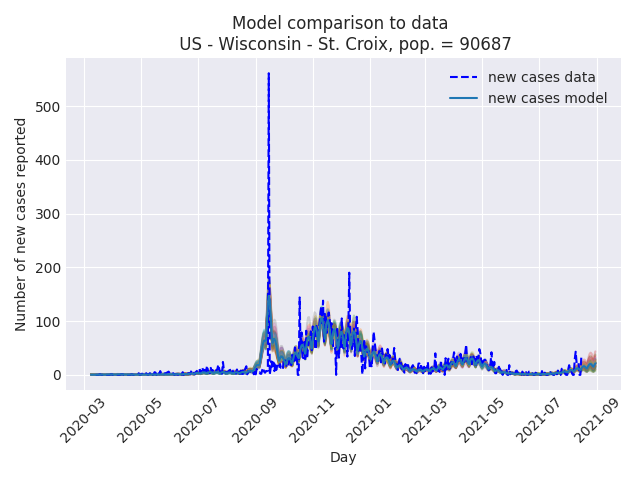 Model comparison to data
US - Wisconsin - St. Croix, pop. = 90687
new cases data
new cases model
Number of new cases reported
500
400
300
200
100
0
2020-03
2020-05
2020-07
2020-09
2020-11
2021-01
2021-03
2021-05
2021-07
2021-09
Day